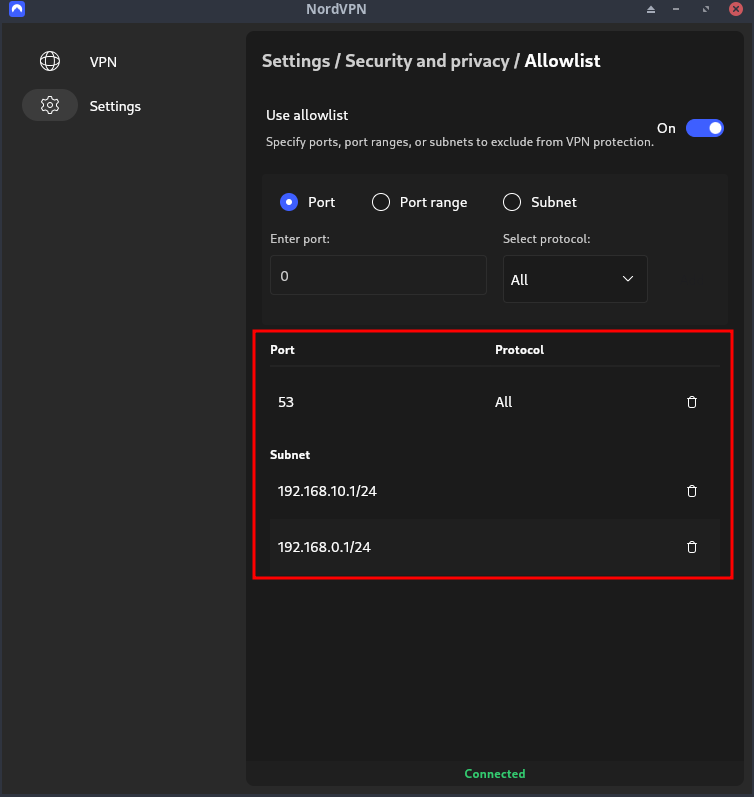 NordVPN
VPN
Settings
Settings / Security and privacy / Allowlist
Use allowlist
On
Specify ports, port ranges, or subnets to exclude from VPN protection.
Port Port range Subnet
Enter port: Select protocol:
0 All
Port Protocol
53 All
Subnet
192.168.10.1/24
192.168.0.1/24
Connected